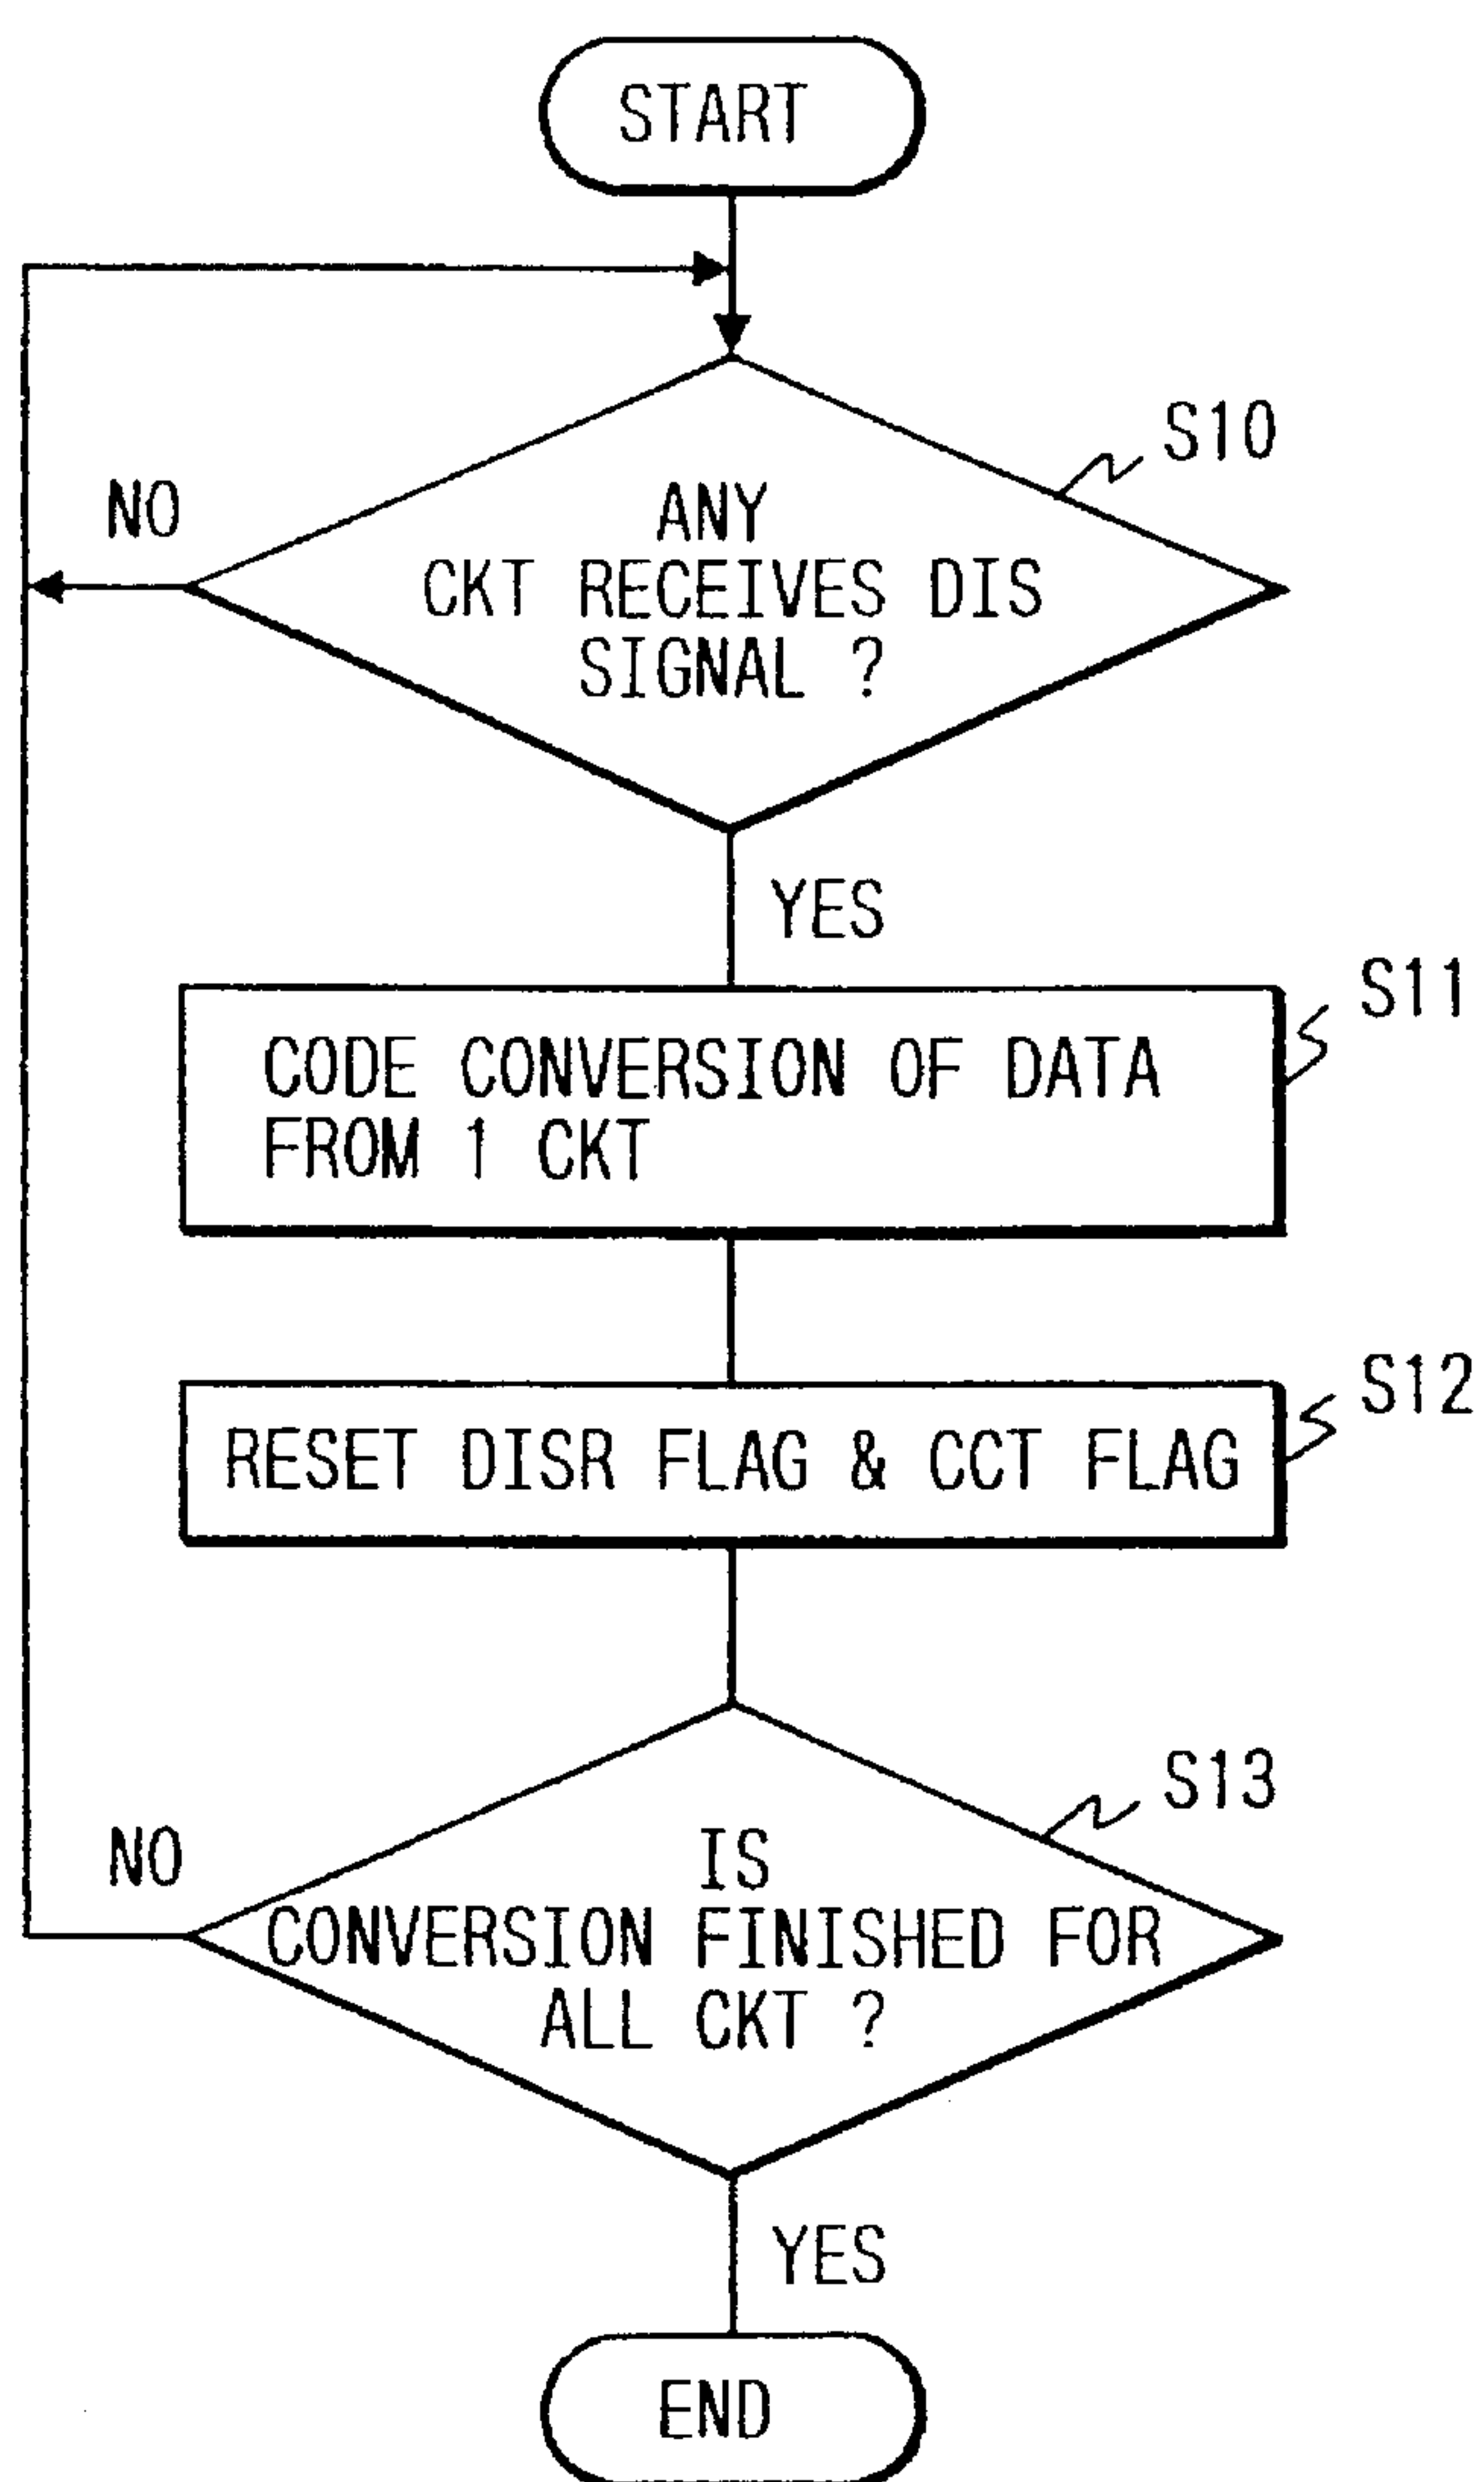 START
S10
NO
ANY
CKT RECEIVES DIS
SIGNAL ?
YES
S11
CODE CONVERSION OF DATA
FROM 1 CKT
S12
RESET DISR FLAG & CCT FLAG
S13
NO
IS
CONVERSION FINISHED FOR
ALL CKT ?
YES
END